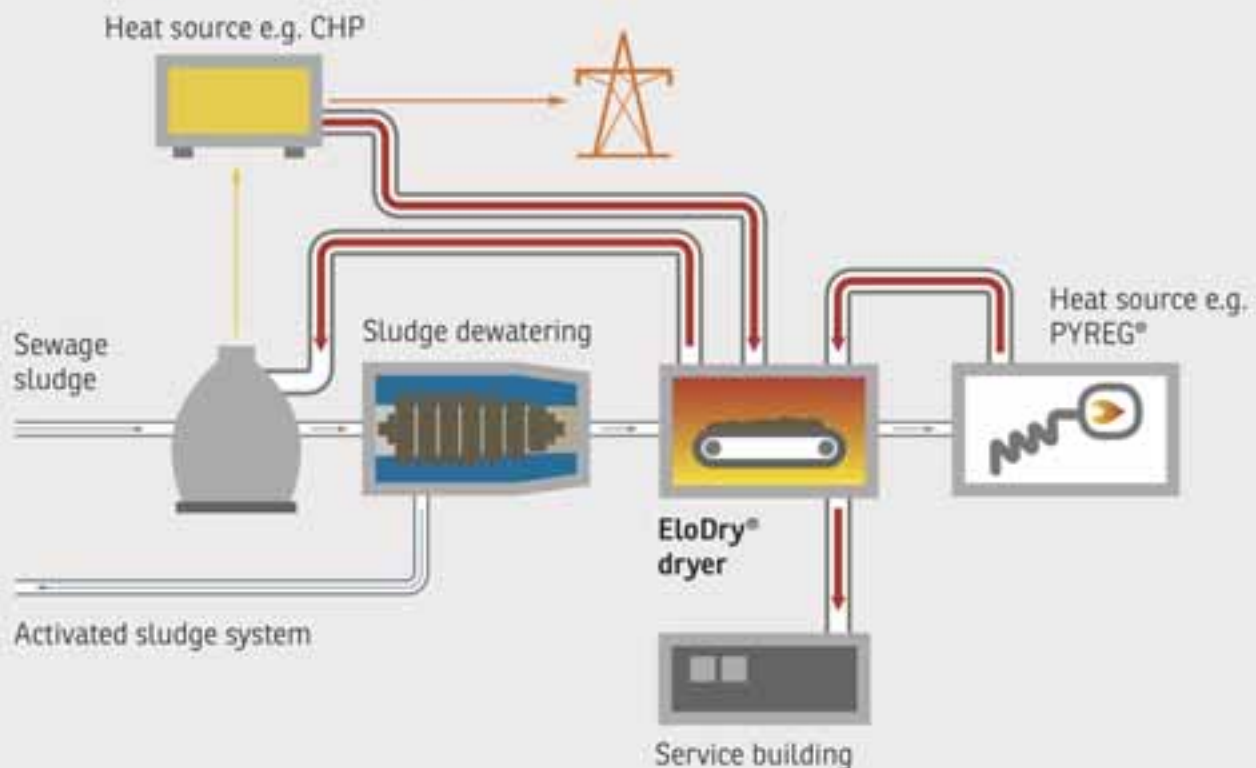 Heat source e.g. CHP
Heat source e.g.
PYREG®
Sewage
sludge
Sludge dewatering
EloDry®
dryer
Activated sludge system
Service building